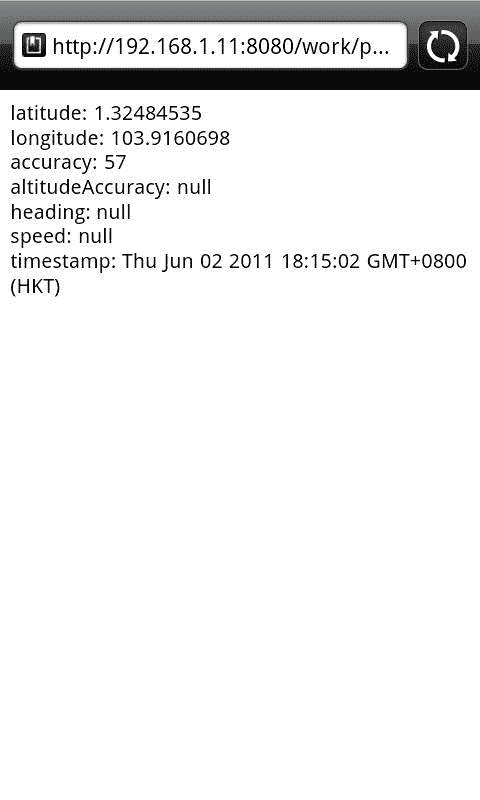 http://192.168.1.11:8080/work/p...
latitude: 1.32484535
longitude: 103.9160698
accuracy: 57
altitudeAccuracy: null
heading: null
speed: null
timestamp: Thu Jun 02 2011 18:15:02 GMT+0800
(HKT)